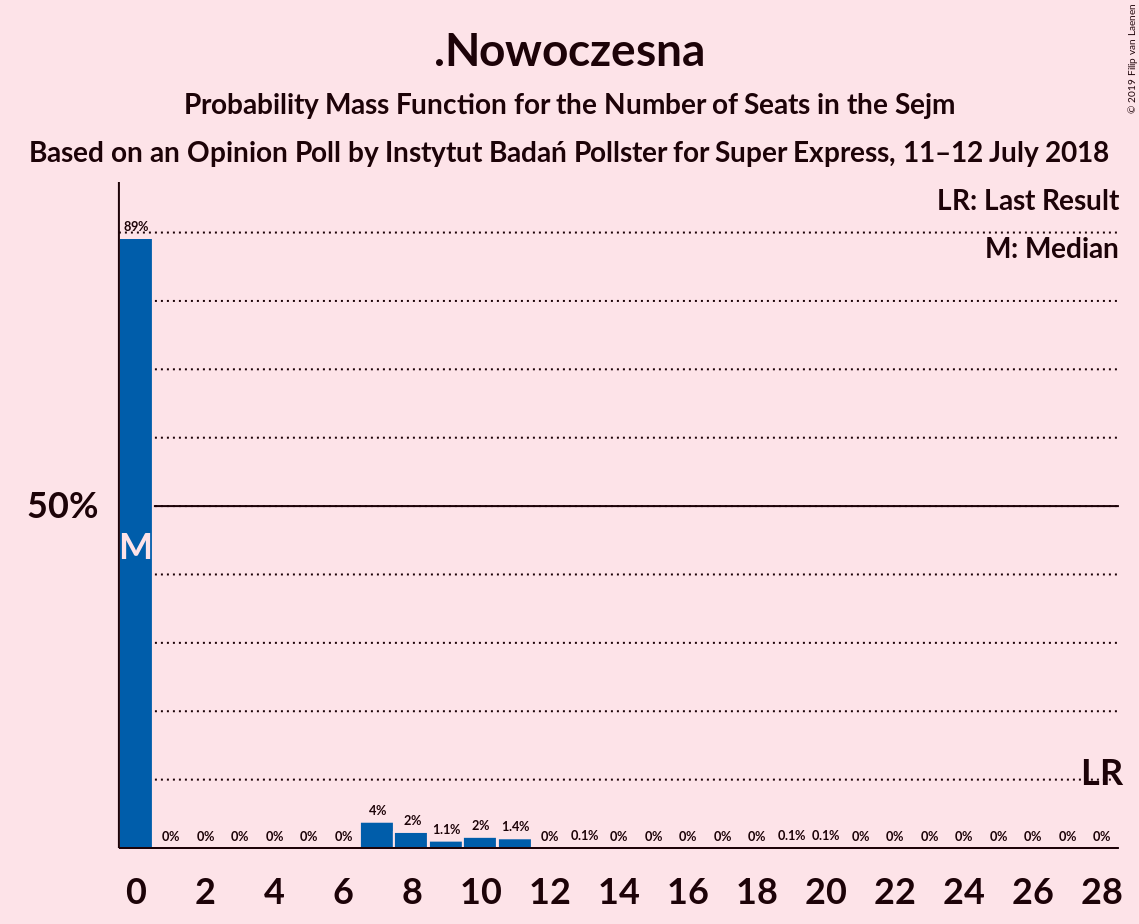 .Nowoczesna
Probability Mass Function for the Number of Seats in the Sejm
Based on an Opinion Poll by Instytut Badań Pollster for Super Express, 11–12 July 2018
© 2019 Filip van Laenen
LR: Last Result
M: Median
89%
50%
M
LR
4%
2%
1.1%
2%
1.4%
0% 0% 0% 0% 0% 0% 0% 0.1% 0% 0% 0% 0% 0% 0.1% 0.1% 0% 0% 0% 0% 0% 0% 0% 0%
0 2 4 6 8 10 12 14 16 18 20 22 24 26 28